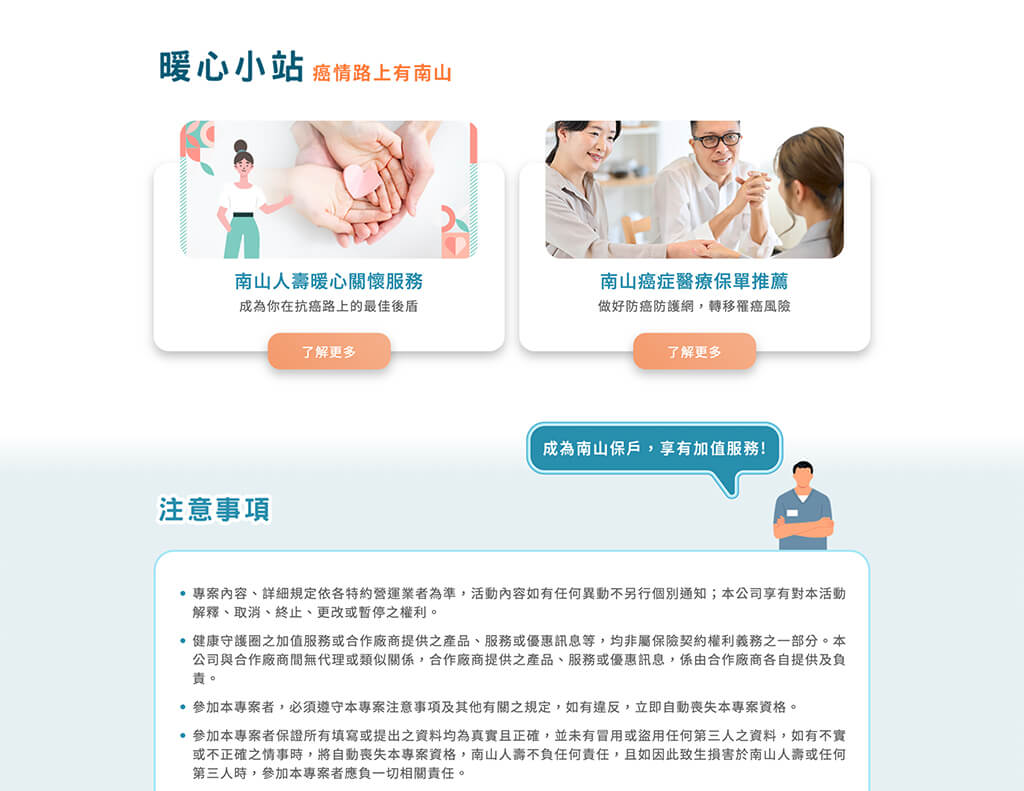 暖心小站 癌情路上有南山
南山人壽暖心關懷服務
成為你在抗癌路上的最佳後盾
了解更多
南山癌症醫療保單推薦
做好防癌防護網，轉移罹癌風險
了解更多
成為南山保戶，享有加值服務!
注意事項
• 專案內容、詳細規定依各特約營運業者為準，活動內容如有任何異動不另行個別通知；本公司享有對本活動
解釋、取消、終止、更改或暫停之權利。
• 健康守護圈之加值服務或合作廠商提供之產品、服務或優惠訊息等，均非屬保險契約權利義務之一部分。本
公司與合作廠商間無代理或類似關係，合作廠商提供之產品、服務或優惠訊息，係由合作廠商各自提供及負
責。
• 參加本專案者，必須遵守本專案注意事項及其他有關之規定，如有違反，立即自動喪失本專案資格。
• 參加本專案者保證所有填寫或提出之資料均為真實且正確，並未有冒用或盜用任何第三人之資料，如有不實
或不正確之情事時，將自動喪失本專案資格，南山人壽不負任何責任，且如因此致生損害於南山人壽或任何
第三人時，參加本專案者應負一切相關責任。